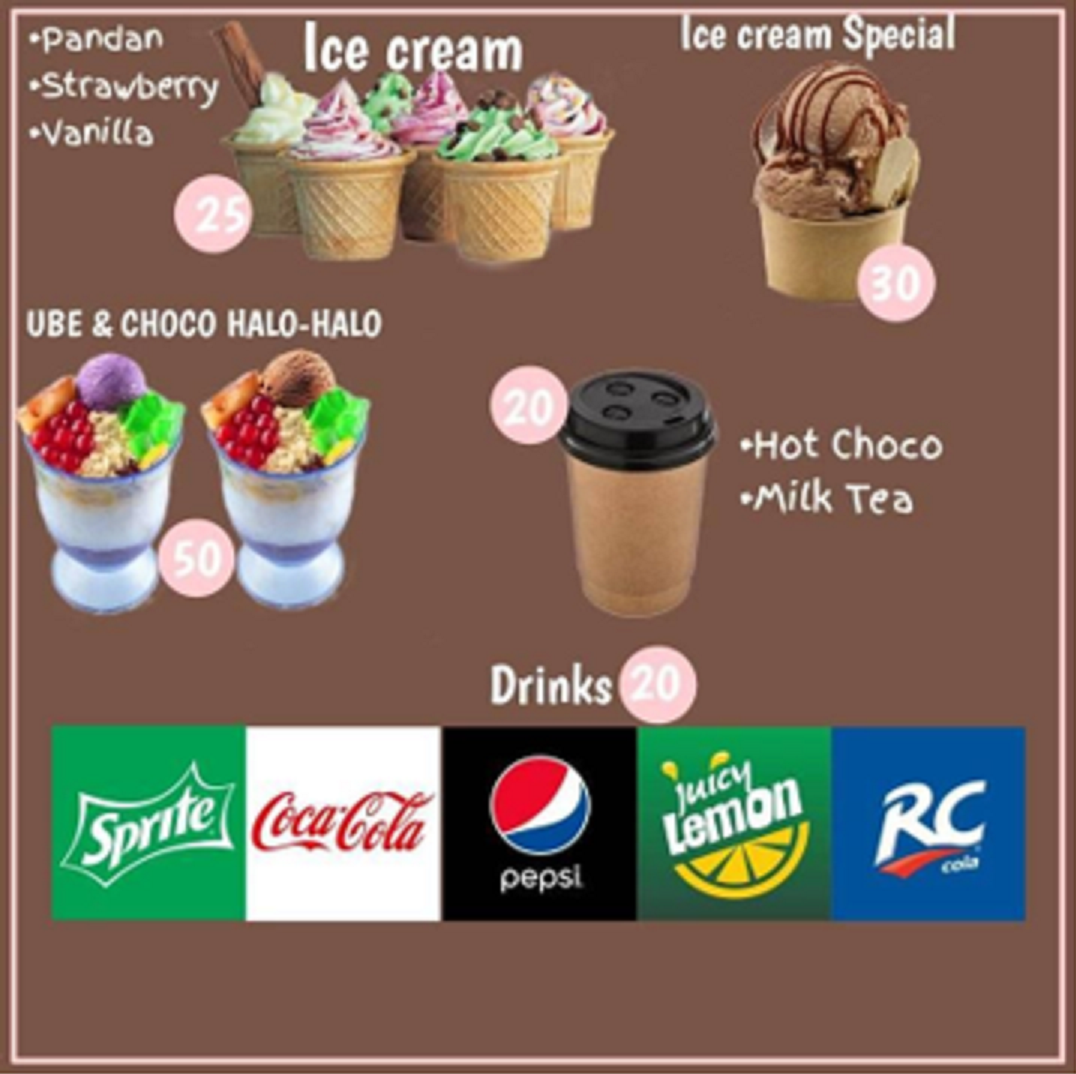 •Pandan
•Strawberry
•Vanilla
Ice cream
25
Ice cream Special
30
UBE & CHOCO HALO-HALO
50
20
•Hot Choco
•Milk Tea
Drinks 20
Sprite
Coca-Cola
pepsi
Juicy
Lemon
RC
cola